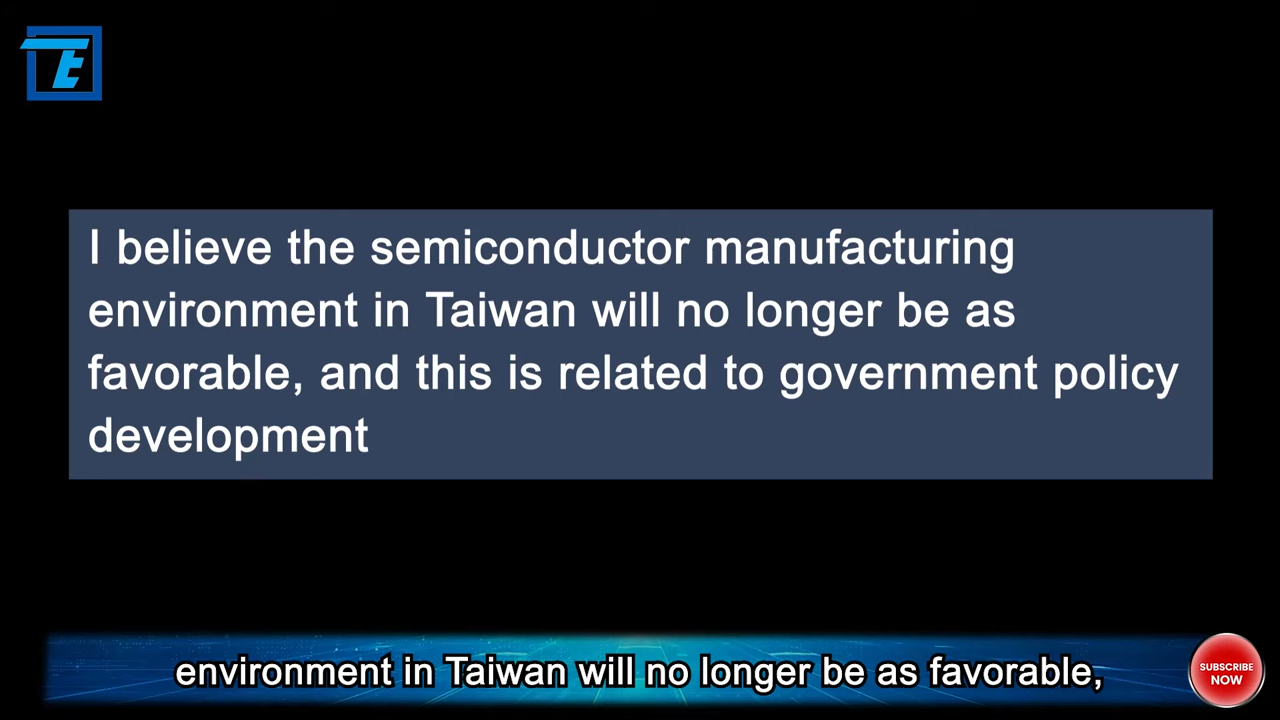 TE
I believe the semiconductor manufacturing
environment in Taiwan will no longer be as
favorable, and this is related to government policy
development
environment in Taiwan will no longer be as favorable,
SUBSCRIBE
NOW